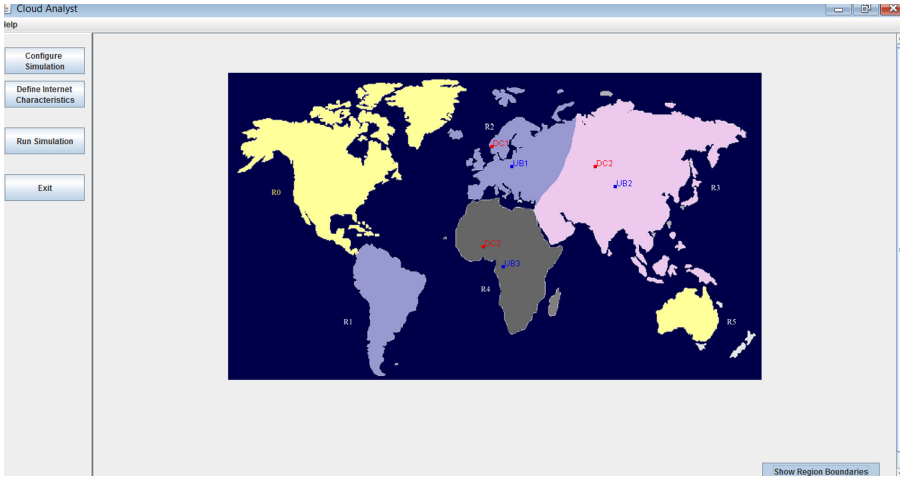 Cloud Analyst
Help
Configure
Simulation
Define Internet
Characteristics
Run Simulation
Exit
R2
DC1
UB1
DC2
UB2
R0
R3
DC3
UB3
R4
R1
R5
Show Region Boundaries